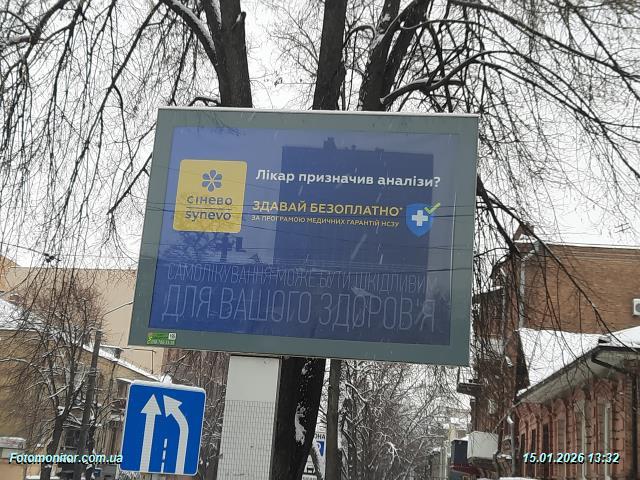 Лікар призначив аналізи?
сінево
synevo
ЗДАВАЙ БЕЗОПЛАТНО*
ЗА ПРОГРАМОЮ МЕДИЧНИХ ГАРАНТІЙ НСЗУ
САМОЛІКУВАННЯ МОЖЕ БУТИ ШКІДЛИВИМ
ДЛЯ ВАШОГО ЗДОРОВ'Я
Fotomonitor.com.ua
15.01.2026 13:32